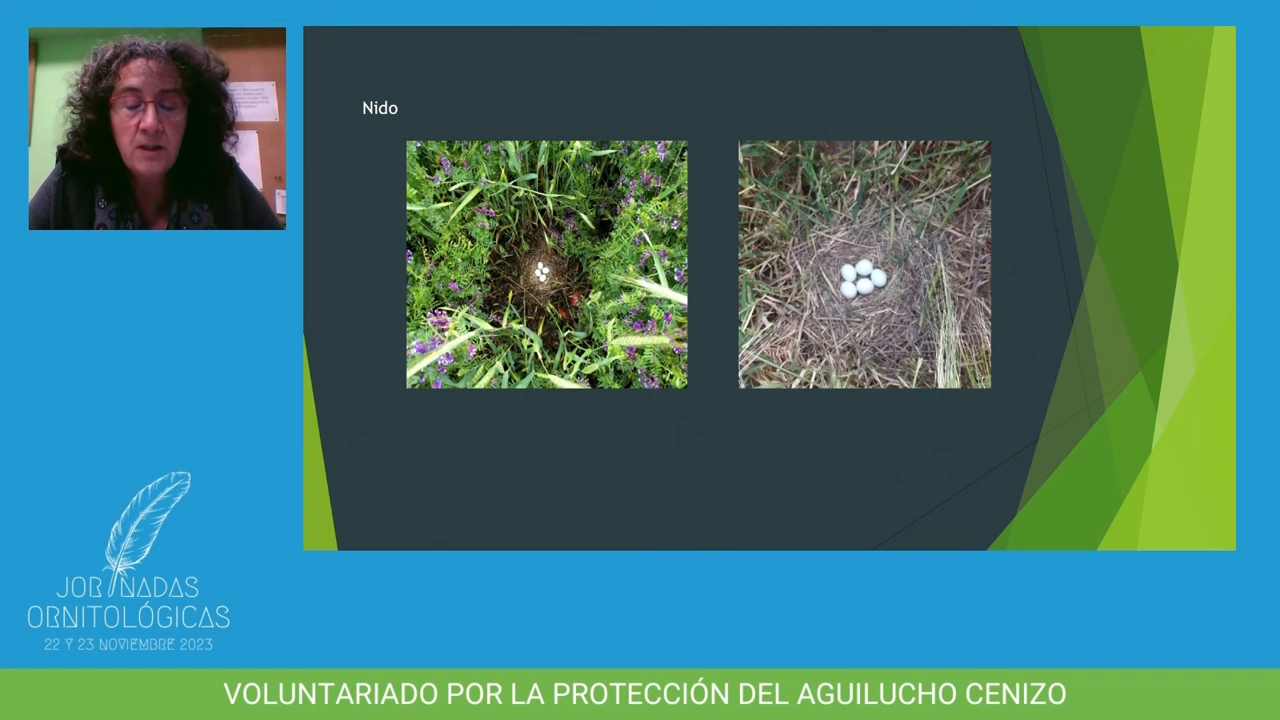 Nido
JORNADAS
ORNITOLÓGICAS
22 Y 23 NOVIEMBRE 2023
VOLUNTARIADO POR LA PROTECCIÓN DEL AGUILUCHO CENIZO